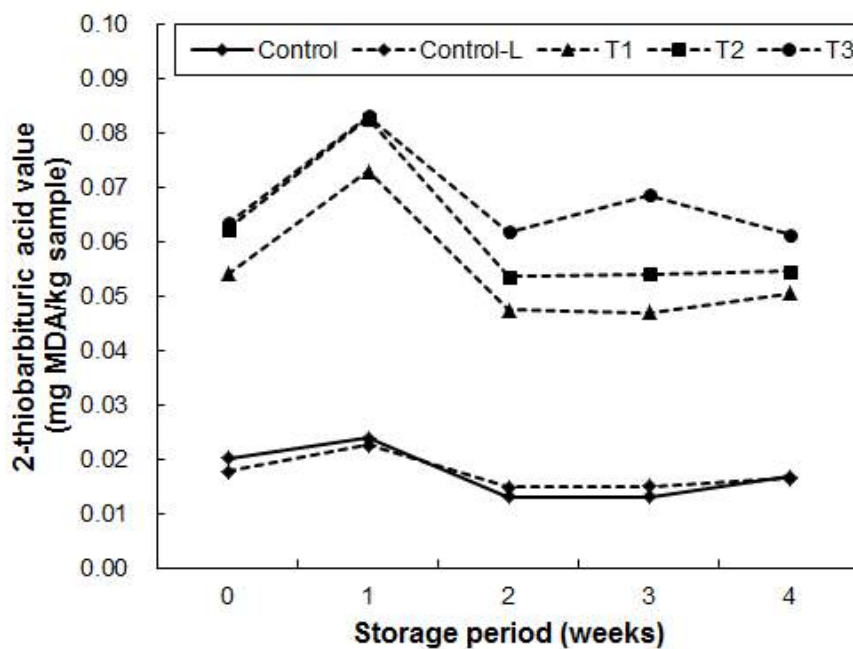 0.10
Control Control-L T1 T2 T3
0.09
0.08
0.07
0.06
0.05
0.04
0.03
0.02
0.01
0.00
2-thiobarbituric acid value
(mg MDA/kg sample)
0 1 2 3 4
Storage period (weeks)